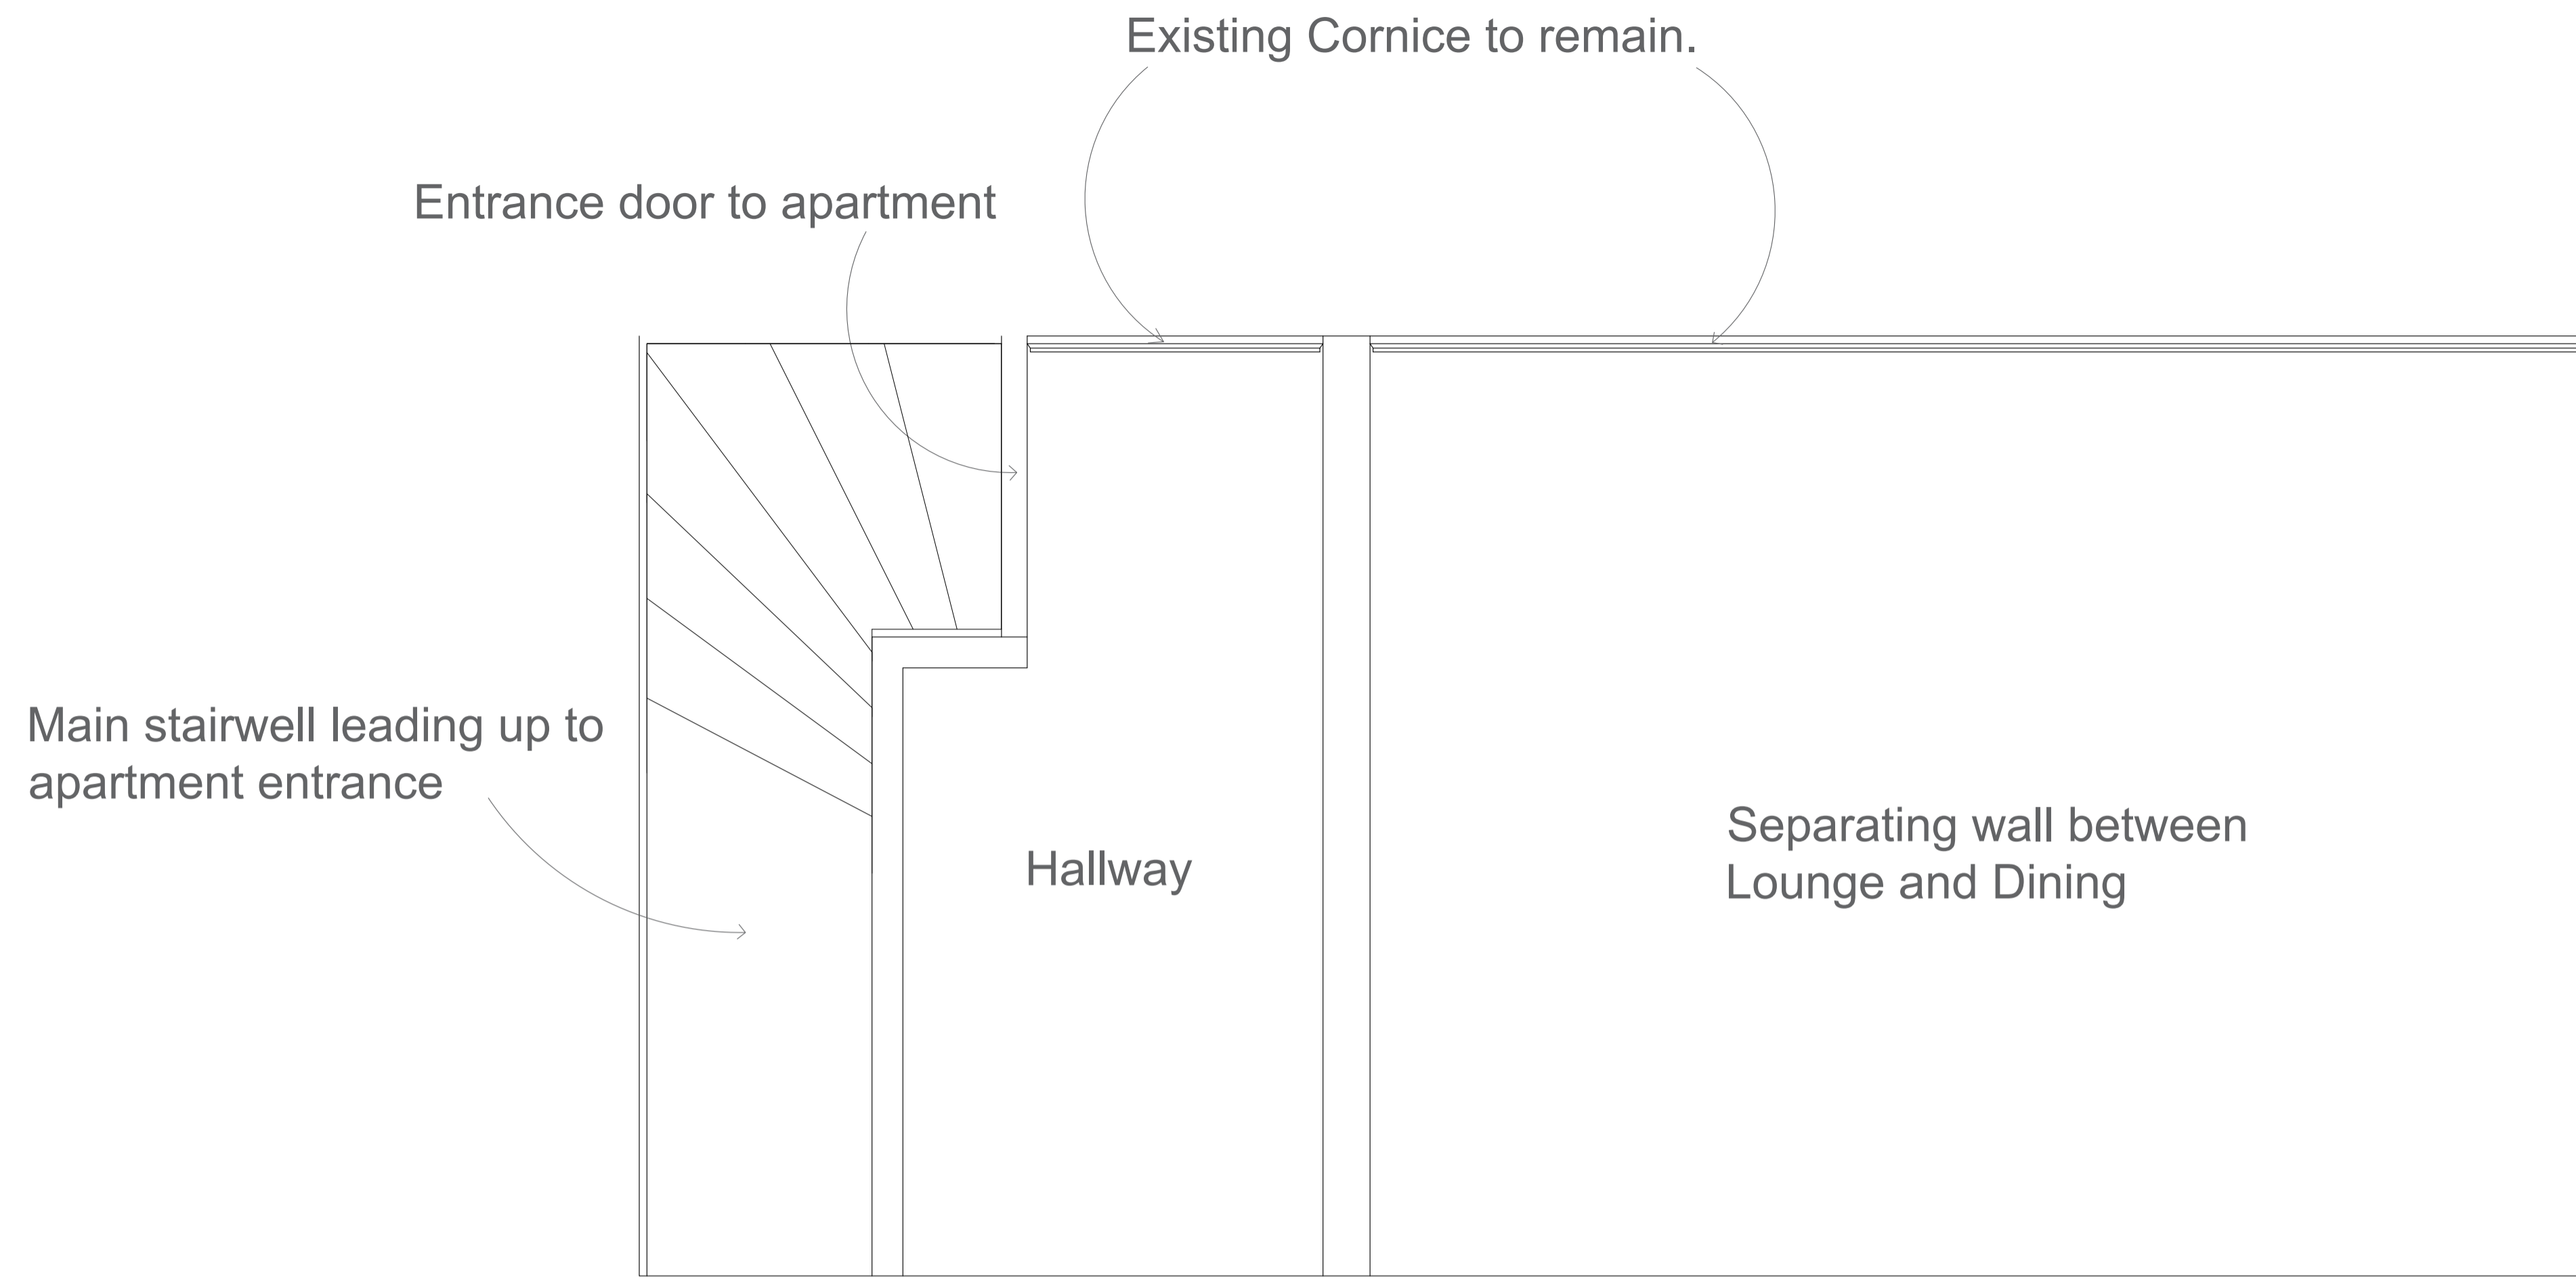 Existing Cornice to remain.
Entrance door to apartment
Main stairwell leading up to
apartment entrance
Hallway
Separating wall between
Lounge and Dining